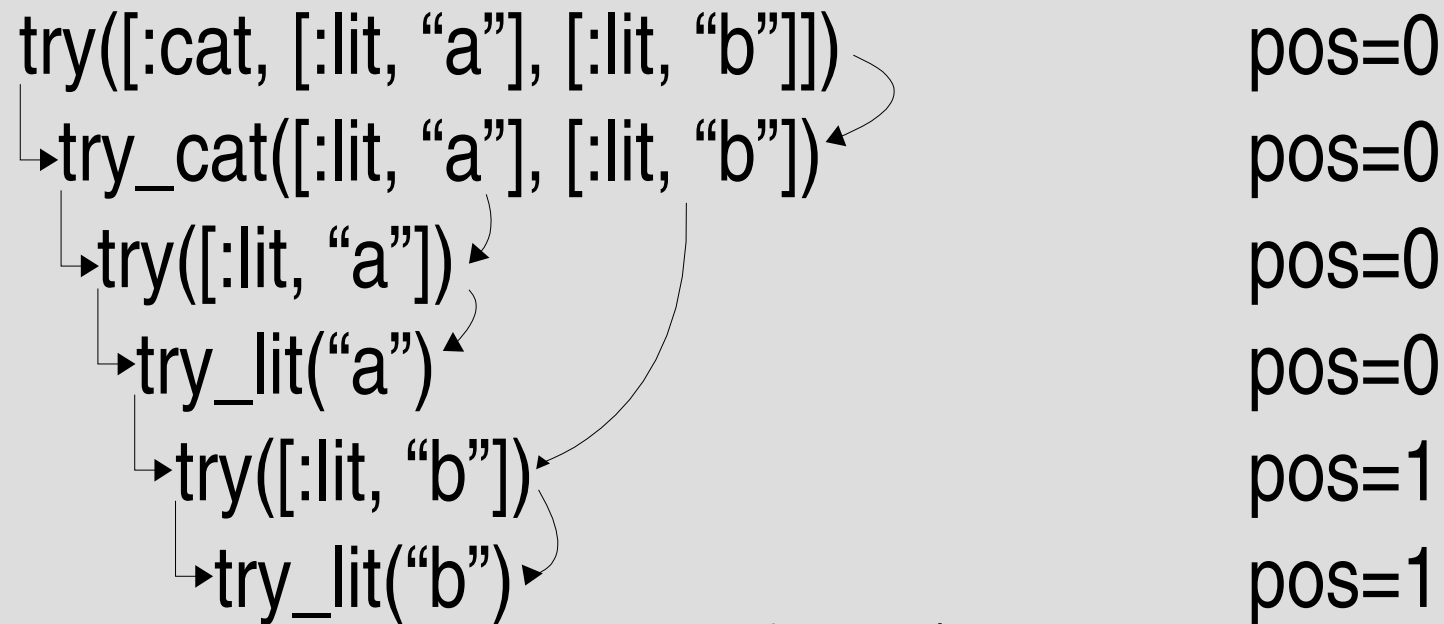 try([:cat, [:lit, “a”], [:lit, “b”]]) pos=0
try_cat([:lit, “a”], [:lit, “b”]) pos=0
try([:lit, “a”]) pos=0
try_lit(“a”) pos=0
try([:lit, “b”]) pos=1
try_lit(“b”) pos=1